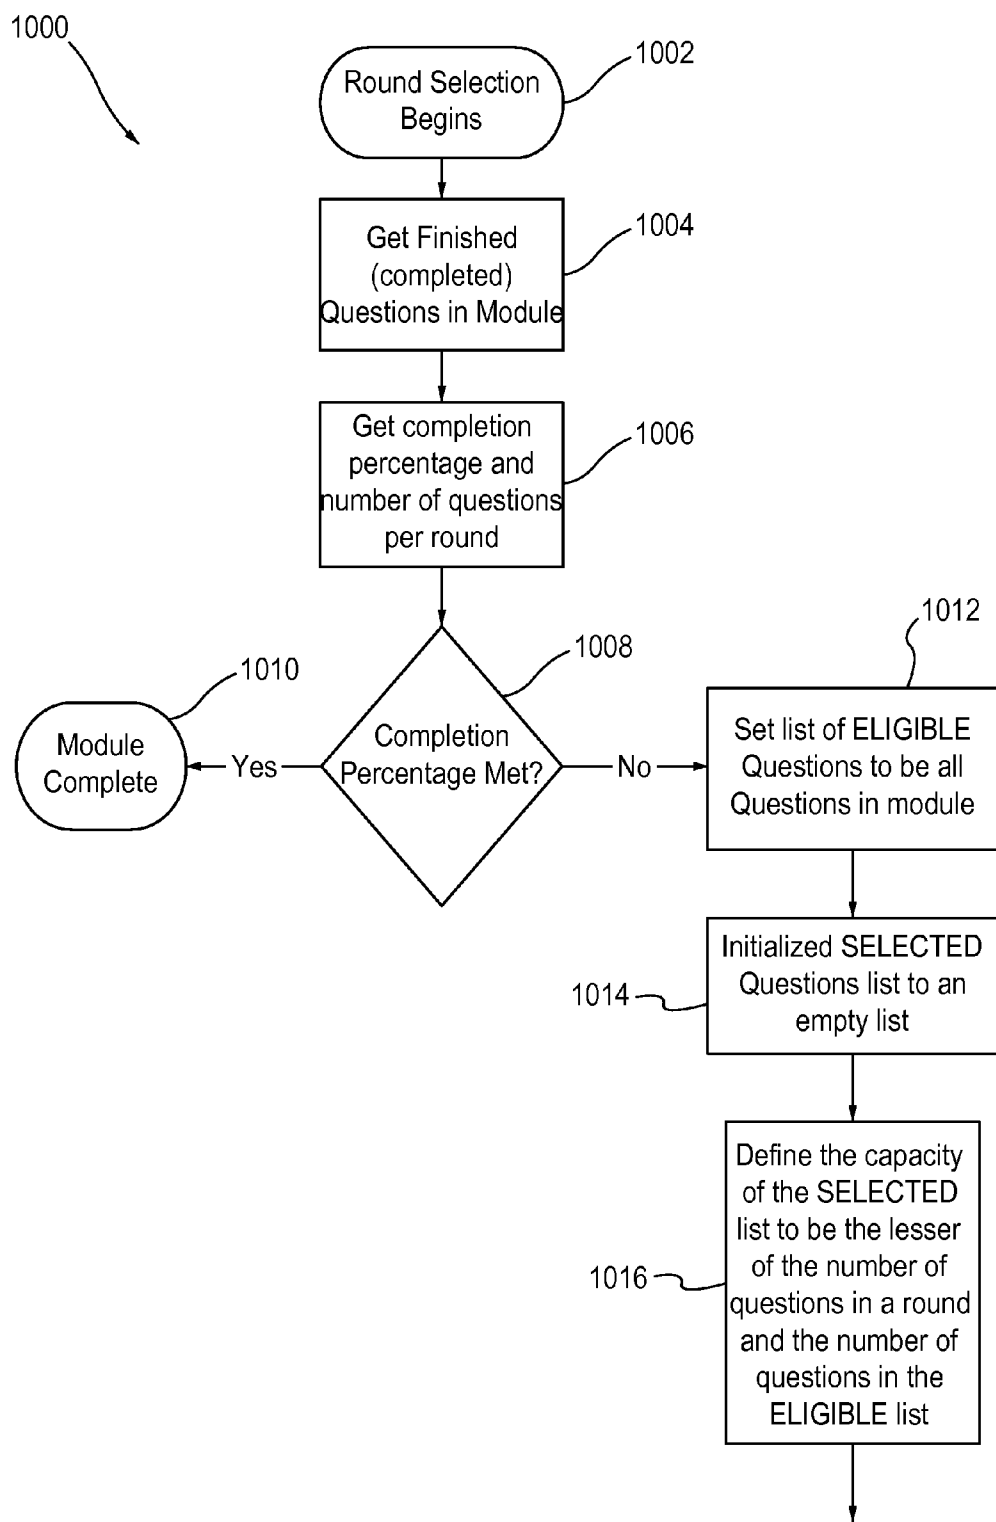 1000
Round Selection
Begins
1002
Get Finished
(completed)
Questions in Module
1004
Get completion
percentage and
number of questions
per round
1006
Completion
Percentage Met?
1008
Yes
Module
Complete
1010
No
Set list of ELIGIBLE
Questions to be all
Questions in module
1012
Initialized SELECTED
Questions list to an
empty list
1014
Define the capacity
of the SELECTED
list to be the lesser
of the number of
questions in a round
and the number of
questions in the
ELIGIBLE list
1016